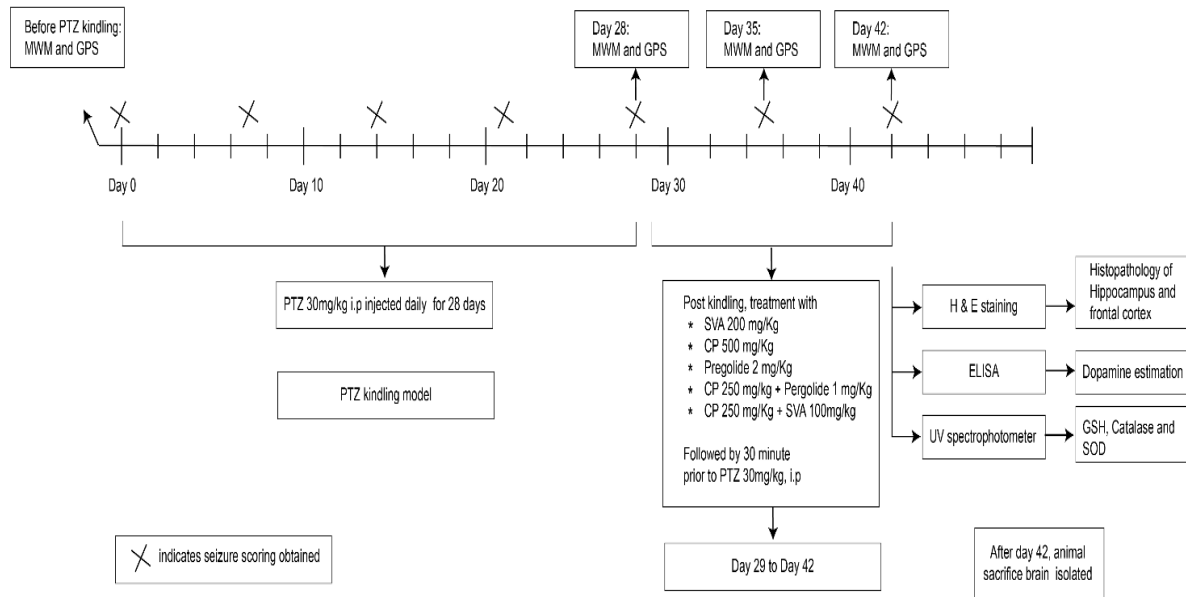 Before PTZ kindling:
MWM and GPS
Day 28:
MWM and GPS
Day 35:
MWM and GPS
Day 42:
MWM and GPS
Day 0
Day 10
Day 20
Day 30
Day 40
PTZ 30mg/kg i.p injected daily for 28 days
PTZ kindling model
Post kindling, treatment with
* SVA 200 mg/Kg
* CP 500 mg/Kg
* Pregolide 2 mg/Kg
* CP 250 mg/kg + Pergolide 1 mg/Kg
* CP 250 mg/Kg + SVA 100mg/kg
Followed by 30 minute
prior to PTZ 30mg/kg, i.p
Day 29 to Day 42
H & E staining
Histopathology of
Hippocampus and
frontal cortex
ELISA
Dopamine estimation
UV spectrophotometer
GSH, Catalase and
SOD
indicates seizure scoring obtained
After day 42, animal
sacrifice brain isolated